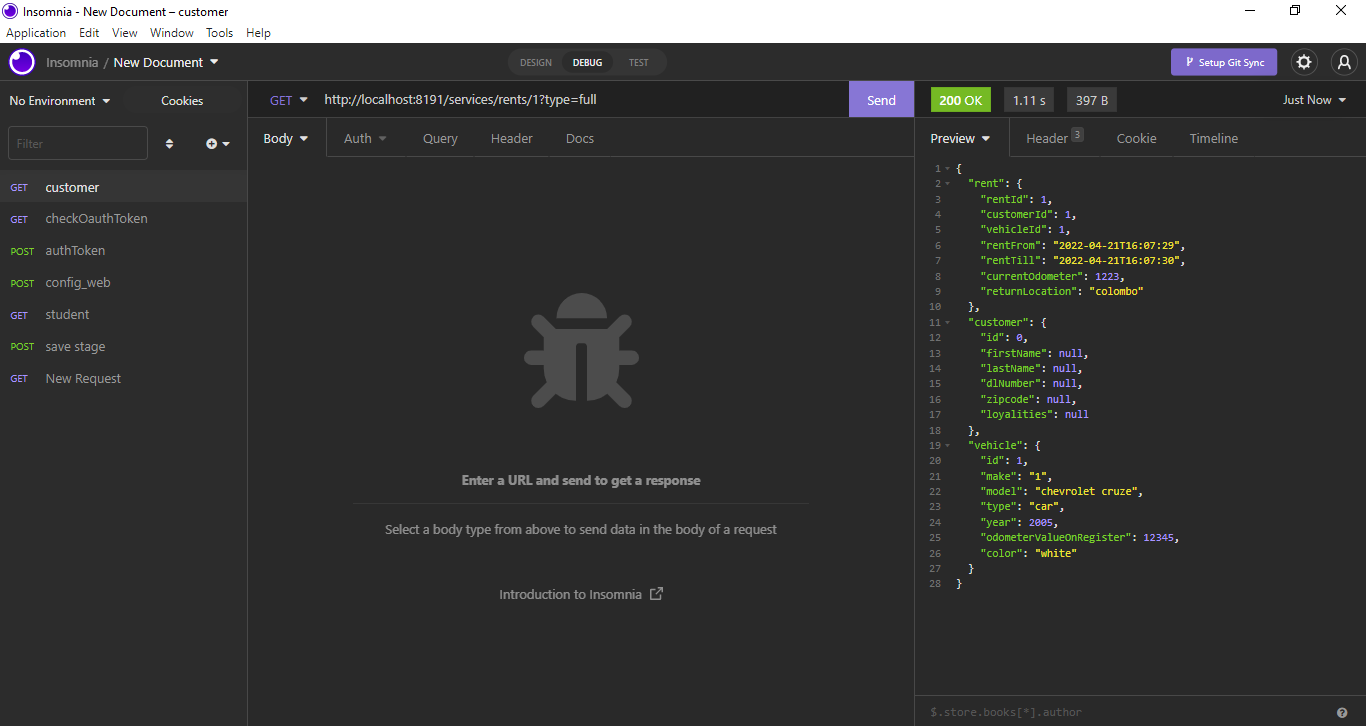 Insomnia - New Document – customer
Application Edit View Window Tools Help
Insomnia / New Document
DESIGN DEBUG TEST
Setup Git Sync
No Environment Cookies
GET http://localhost:8191/services/rents/1?type=full Send
200 OK 1.11 s 397 B Just Now
Filter
Body Auth Query Header Docs
Preview Header 3 Cookie Timeline
GET customer
GET checkOauthToken
POST authToken
POST config_web
GET student
POST save stage
GET New Request
Enter a URL and send to get a response
Select a body type from above to send data in the body of a request
Introduction to Insomnia
1 {
2 "rent": {
3 "rentId": 1,
4 "customerId": 1,
5 "vehicleId": 1,
6 "rentFrom": "2022-04-21T16:07:29",
7 "rentTill": "2022-04-21T16:07:30",
8 "currentOdometer": 1223,
9 "returnLocation": "colombo"
10 },
11 "customer": {
12 "id": 0,
13 "firstName": null,
14 "lastName": null,
15 "dlNumber": null,
16 "zipcode": null,
17 "loyalities": null
18 },
19 "vehicle": {
20 "id": 1,
21 "make": "1",
22 "model": "chevrolet cruze",
23 "type": "car",
24 "year": 2005,
25 "odometerValueOnRegister": 12345,
26 "color": "white"
27 }
28 }
$.store.books[*].author